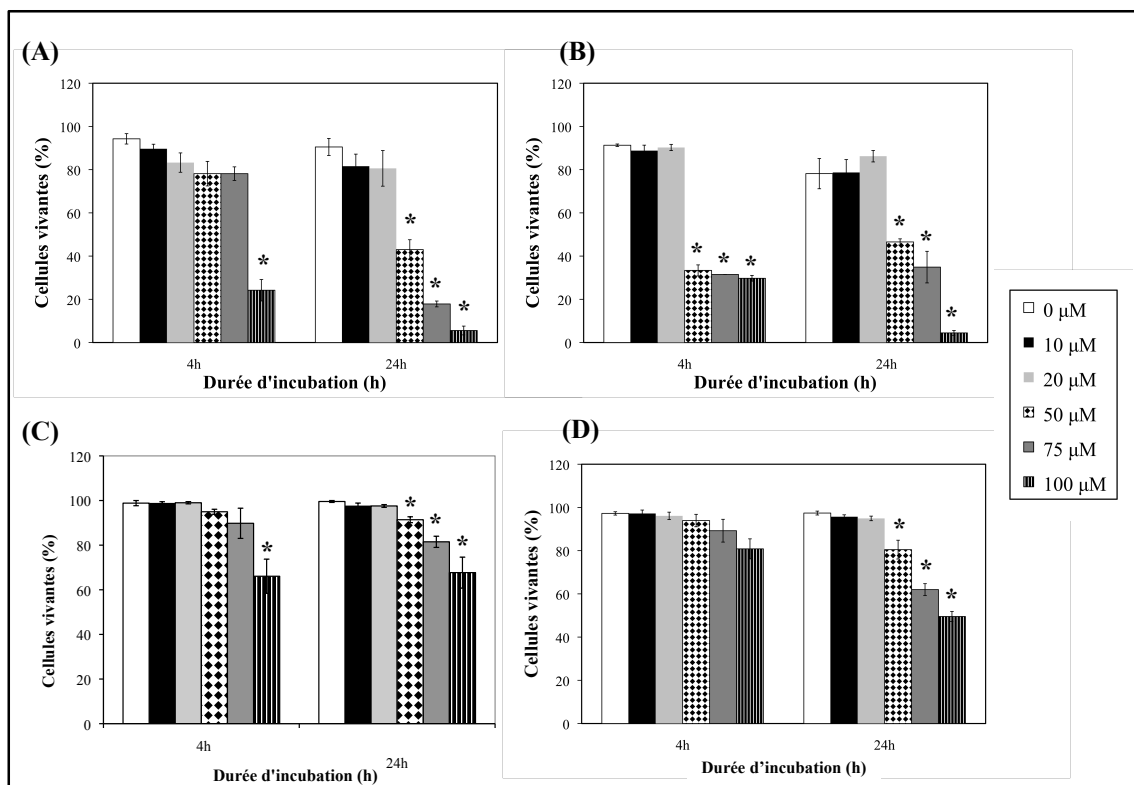 (A)
120
100
80
60
40
20
0
Cellules vivantes (%)
*
*
*
*
4h
24h
Durée d'incubation (h)
(B)
120
100
80
60
40
20
0
Cellules vivantes (%)
*
*
*
*
*
*
4h
24h
Durée d'incubation (h)
(C)
120
100
80
60
40
20
0
Cellules vivantes (%)
*
*
*
*
4h
24h
Durée d'incubation (h)
(D)
120
100
80
60
40
20
0
Cellules vivantes (%)
*
*
*
4h
24h
Durée d’incubation (h)
0 µM
10 µM
20 µM
50 µM
75 µM
100 µM